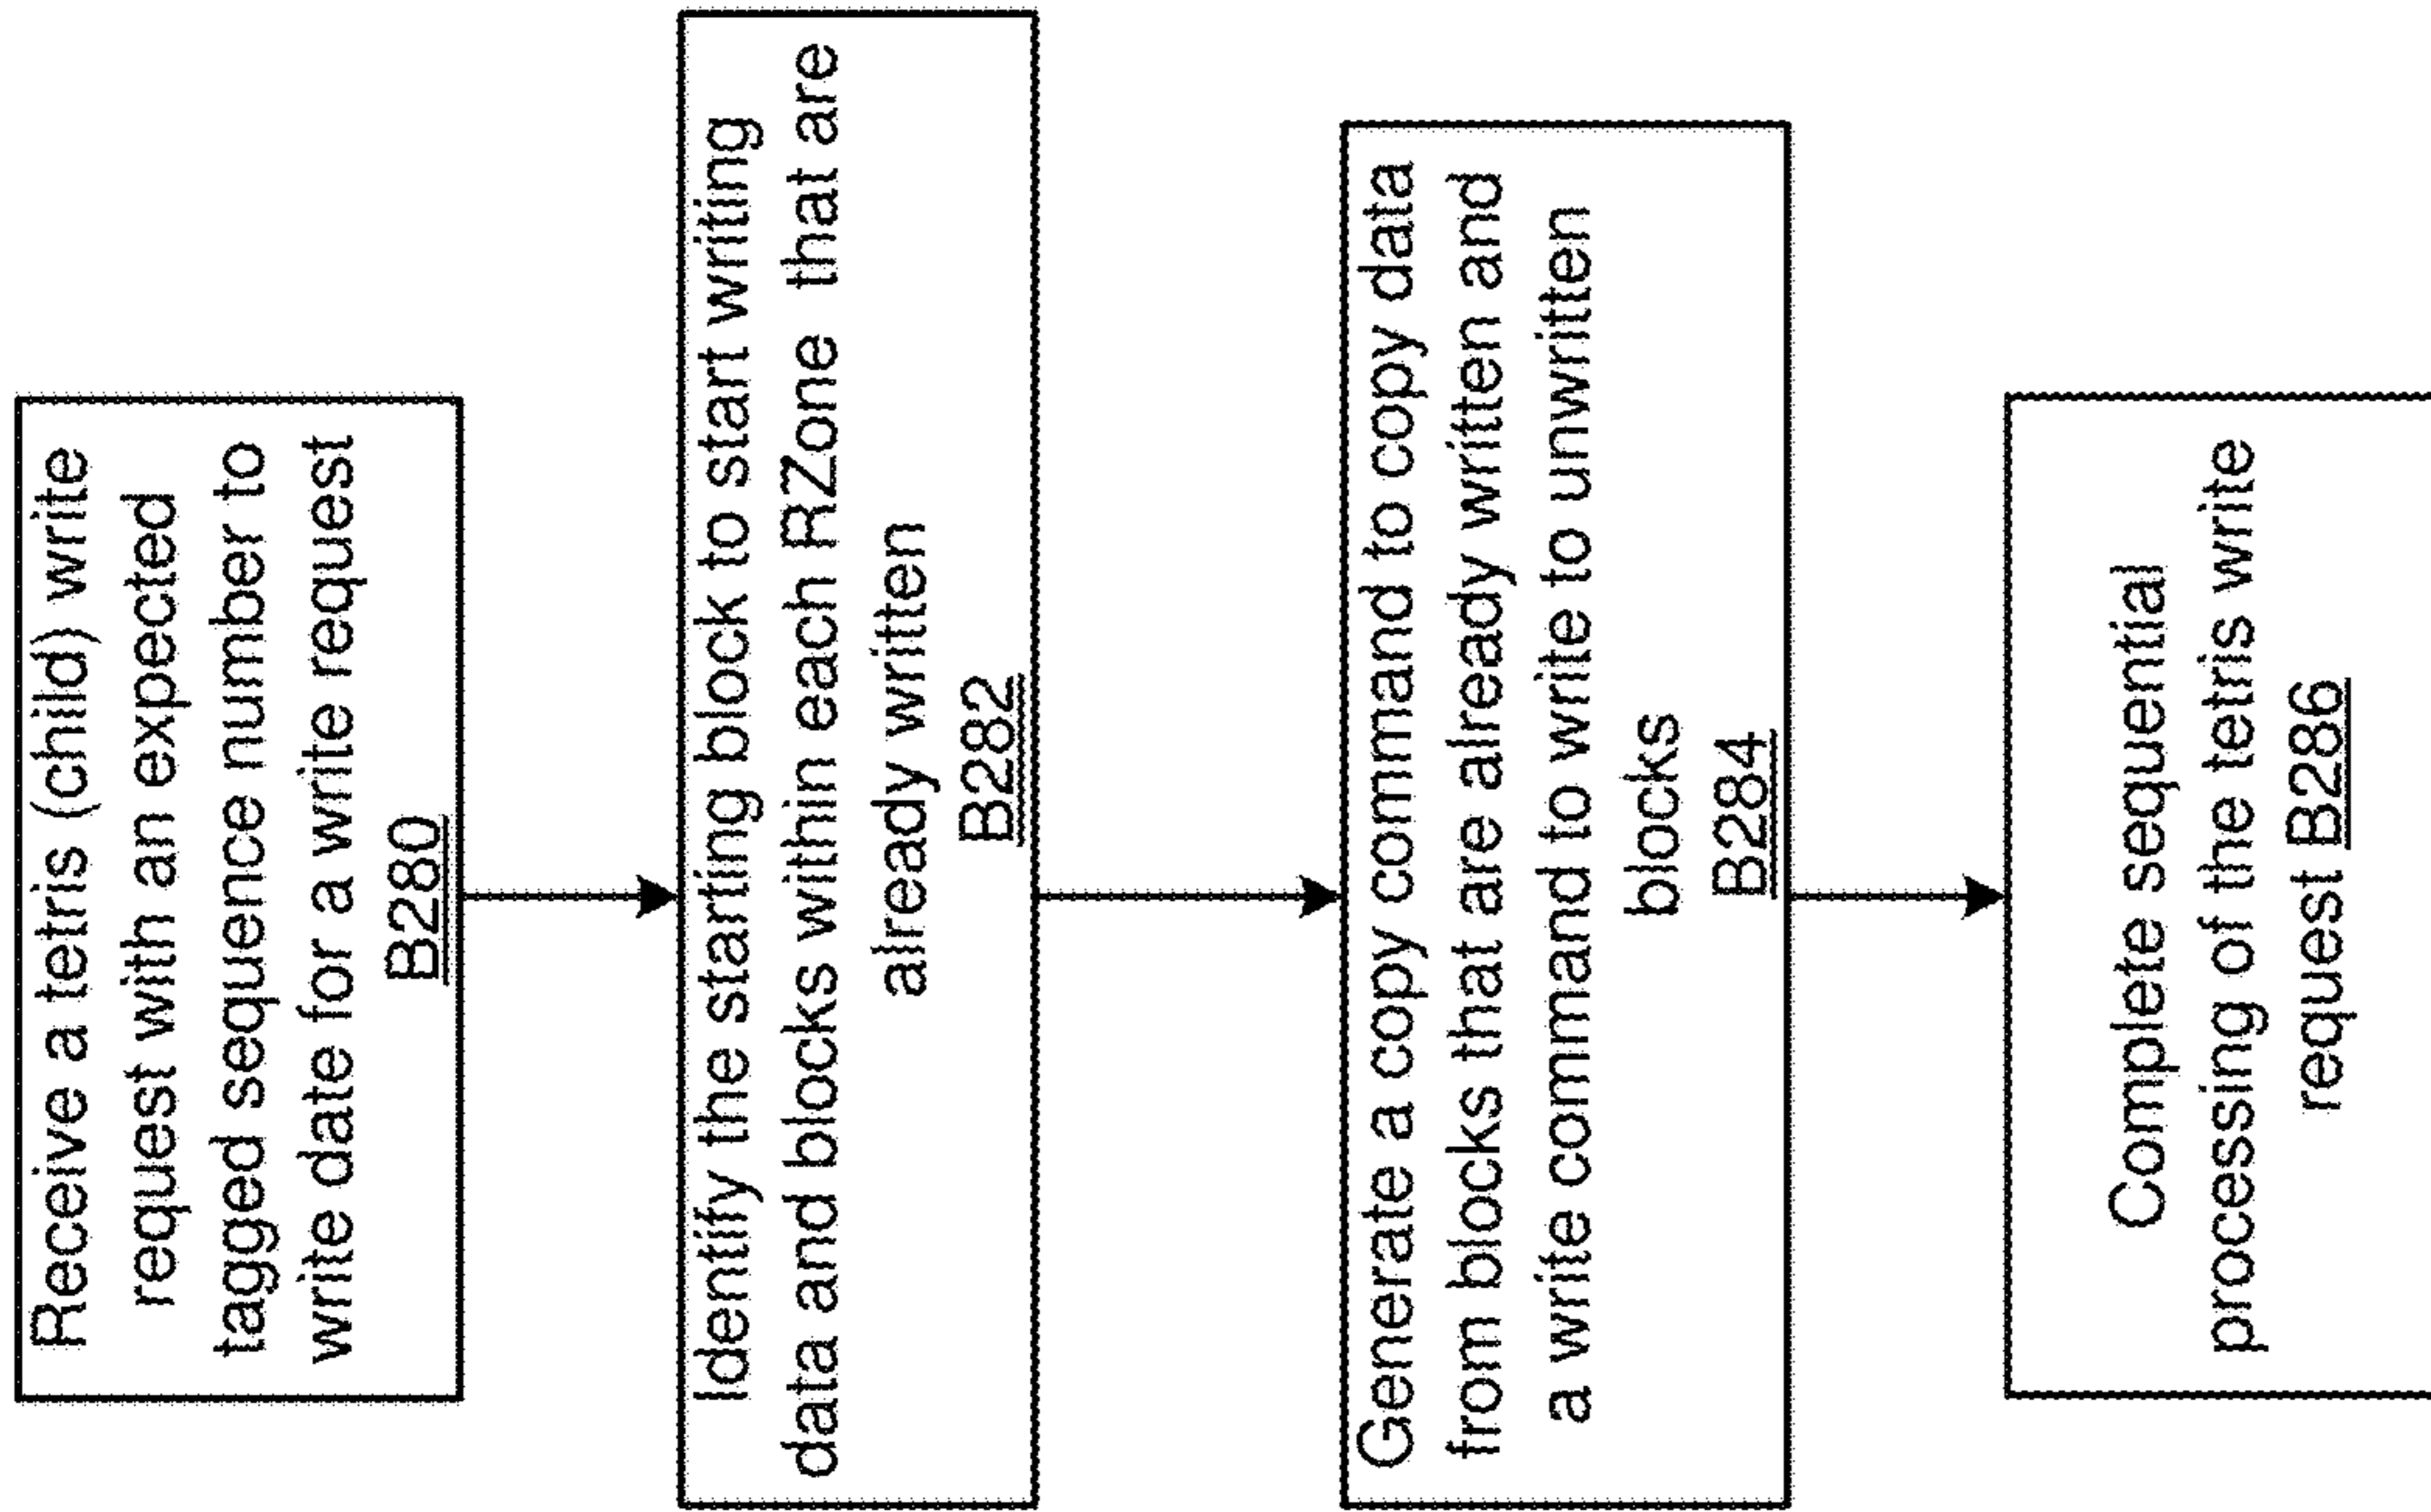 Receive a tetris (child) write
request with an expected
tagged sequence number to
write date for a write request
B280
Identify the starting block to start writing
data and blocks within each RZone that are
already written
B282
Generate a copy command to copy data
from blocks that are already written and
a write command to write to unwritten
blocks
B284
Complete sequential
processing of the tetris write
request B286